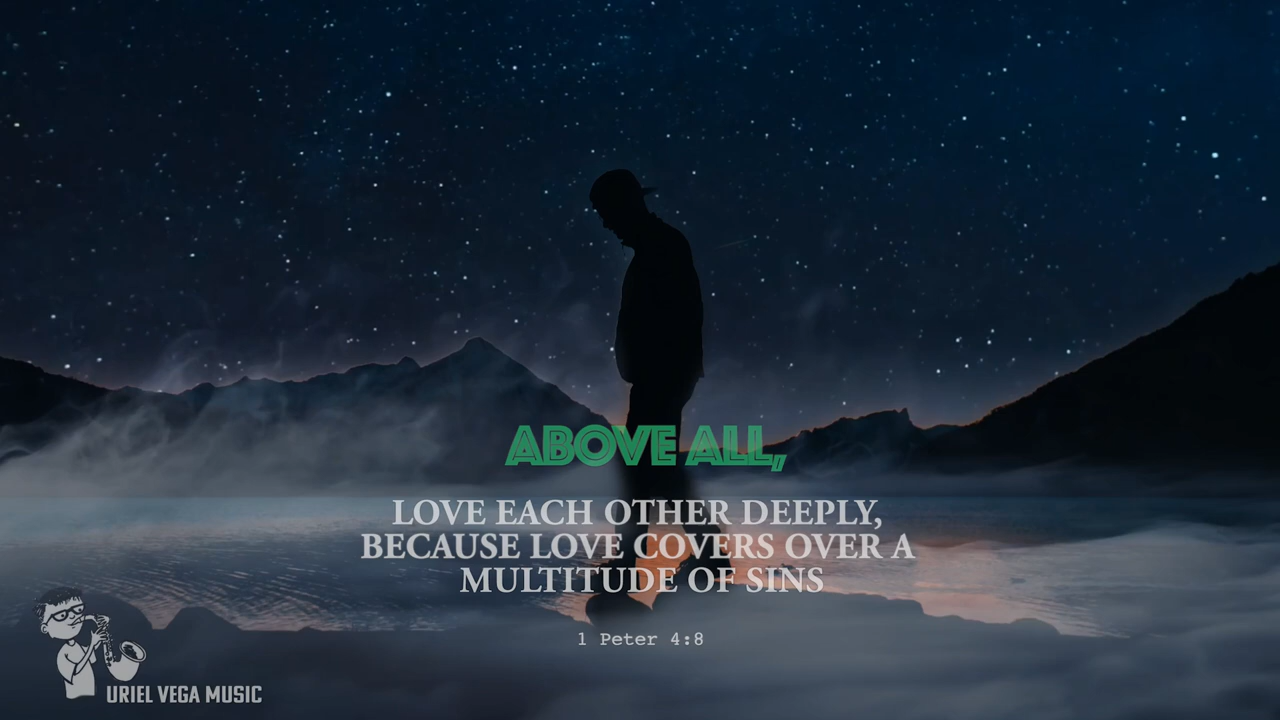 ABOVE ALL,
LOVE EACH OTHER DEEPLY,
BECAUSE LOVE COVERS OVER A
MULTITUDE OF SINS
1 Peter 4:8
URIEL VEGA MUSIC